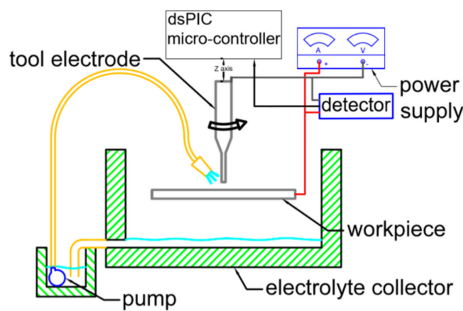 dsPIC
micro-controller
Z axis
tool electrode
A
V
+
-
power
supply
detector
workpiece
electrolyte collector
pump